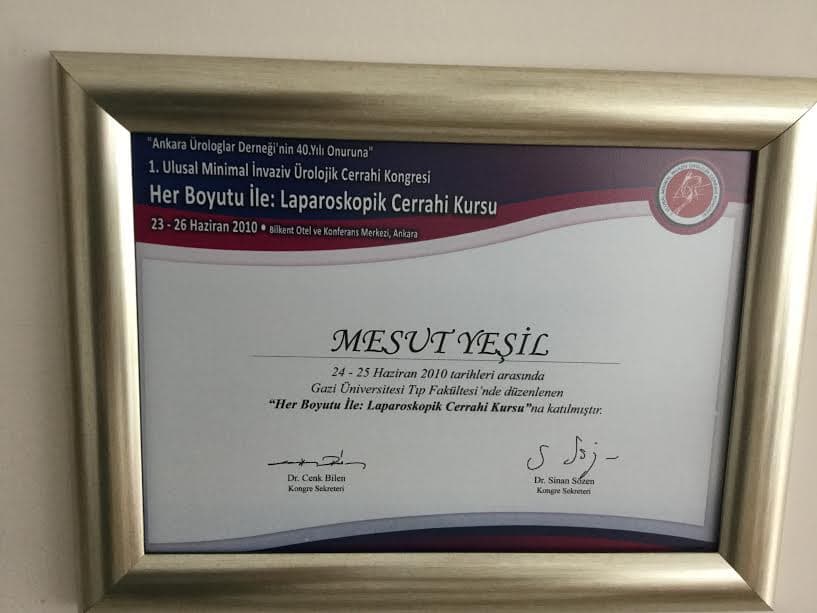 "Ankara Ürologlar Derneği'nin 40.Yılı Onuruna"
1. Ulusal Minimal İnvaziv Ürolojik Cerrahi Kongresi
Her Boyutu İle: Laparoskopik Cerrahi Kursu
23 - 26 Haziran 2010 • Bilkent Otel ve Konferans Merkezi, Ankara
MESUT YEŞİL
24 - 25 Haziran 2010 tarihleri arasında
Gazi Üniversitesi Tıp Fakültesi'nde düzenlenen
"Her Boyutu İle: Laparoskopik Cerrahi Kursu"na katılmıştır.
Dr. Cenk Bilen
Kongre Sekreteri
Dr. Sinan Sözen
Kongre Sekreteri